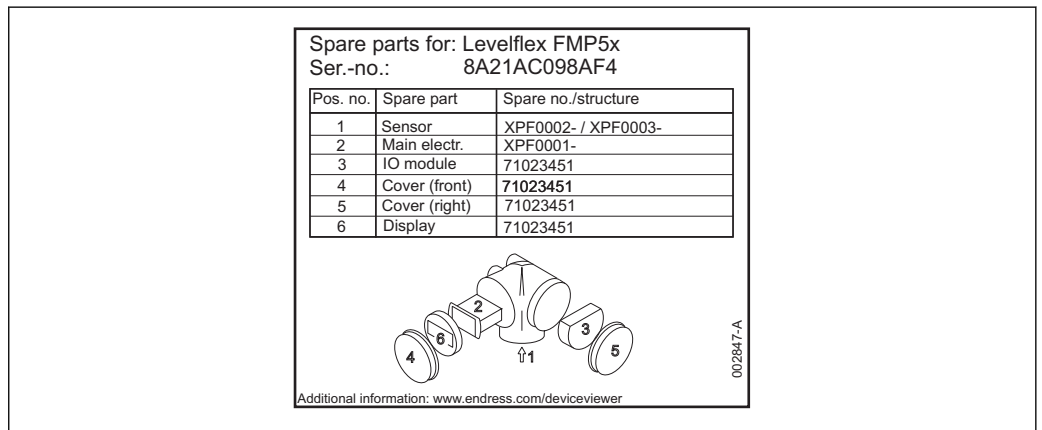 Spare parts for: Levelflex FMP5x
Ser.-no.: 8A21AC098AF4
Pos. no. Spare part Spare no./structure
1 Sensor XPF0002- / XPF0003-
2 Main electr. XPF0001-
3 IO module 71023451
4 Cover (front) 71023451
5 Cover (right) 71023451
6 Display 71023451
2
3
6
4
1
5
002847-A
Additional information: www.endress.com/deviceviewer